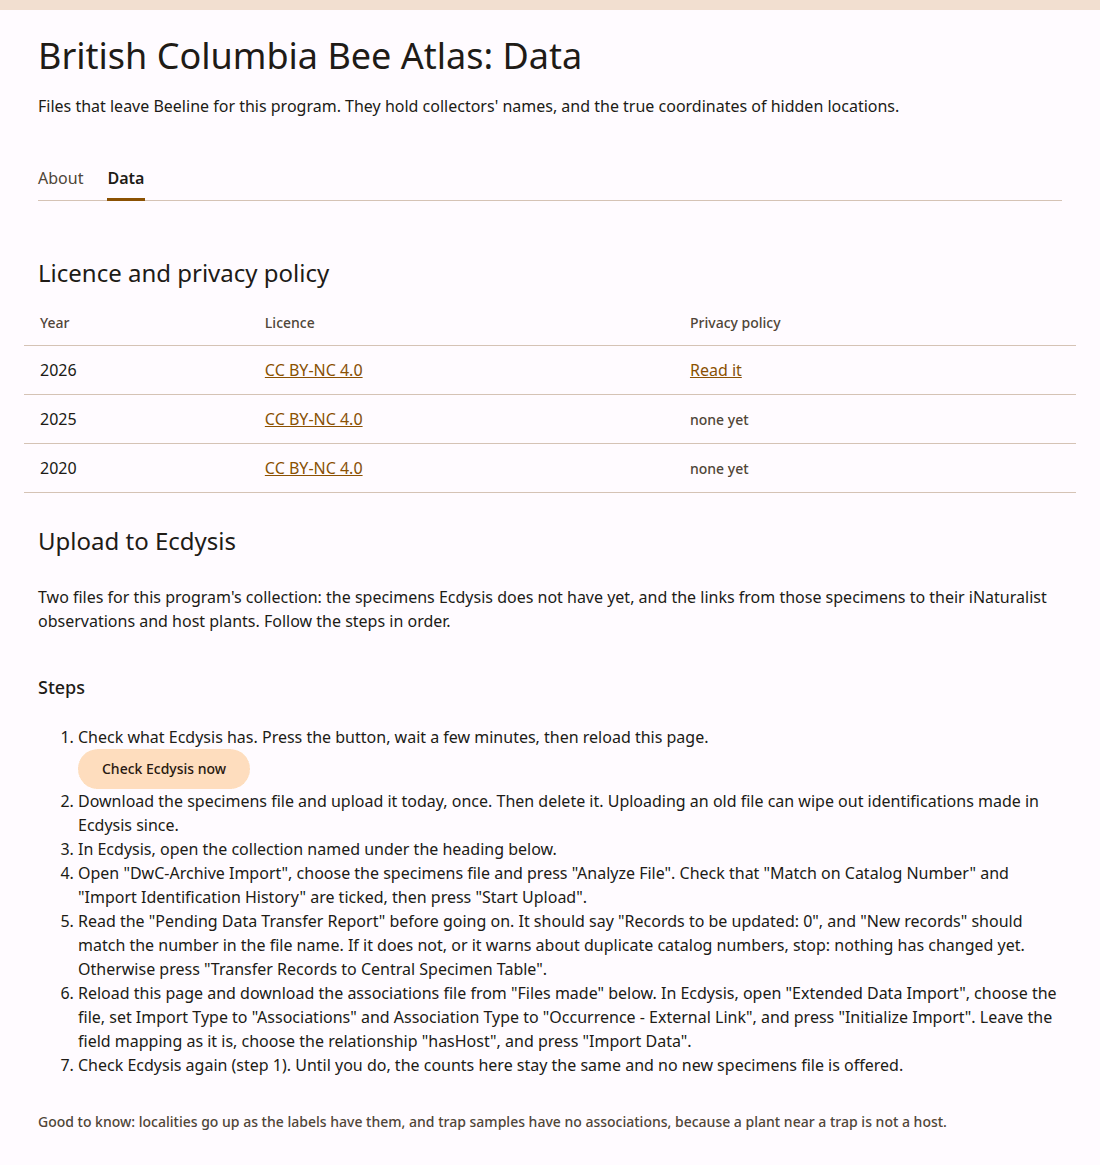 British Columbia Bee Atlas: Data
Files that leave Beeline for this program. They hold collectors' names, and the true coordinates of hidden locations.
About Data
Licence and privacy policy
Year Licence Privacy policy
2026 CC BY-NC 4.0 Read it
2025 CC BY-NC 4.0 none yet
2020 CC BY-NC 4.0 none yet
Upload to Ecdysis
Two files for this program's collection: the specimens Ecdysis does not have yet, and the links from those specimens to their iNaturalist
observations and host plants. Follow the steps in order.
Steps
1. Check what Ecdysis has. Press the button, wait a few minutes, then reload this page.
Check Ecdysis now
2. Download the specimens file and upload it today, once. Then delete it. Uploading an old file can wipe out identifications made in
Ecdysis since.
3. In Ecdysis, open the collection named under the heading below.
4. Open "DwC-Archive Import", choose the specimens file and press "Analyze File". Check that "Match on Catalog Number" and
"Import Identification History" are ticked, then press "Start Upload".
5. Read the "Pending Data Transfer Report" before going on. It should say "Records to be updated: 0", and "New records" should
match the number in the file name. If it does not, or it warns about duplicate catalog numbers, stop: nothing has changed yet.
Otherwise press "Transfer Records to Central Specimen Table".
6. Reload this page and download the associations file from "Files made" below. In Ecdysis, open "Extended Data Import", choose the
file, set Import Type to "Associations" and Association Type to "Occurrence - External Link", and press "Initialize Import". Leave the
field mapping as it is, choose the relationship "hasHost", and press "Import Data".
7. Check Ecdysis again (step 1). Until you do, the counts here stay the same and no new specimens file is offered.
Good to know: localities go up as the labels have them, and trap samples have no associations, because a plant near a trap is not a host.